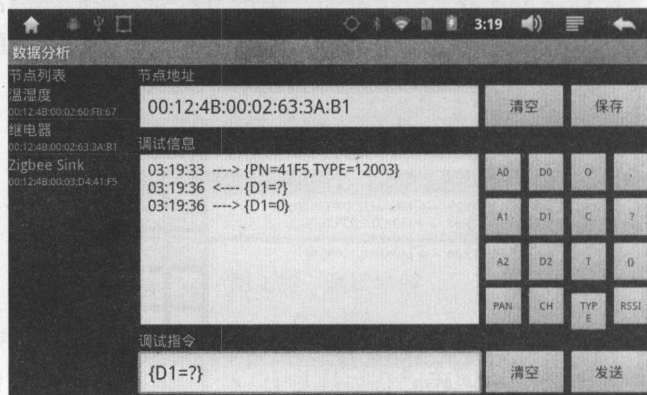 3:19
数据分析
节点列表
温湿度
00:12:4B:00:02:60:FB:67
继电器
00:12:4B:00:02:63:3A:B1
Zigbee Sink
00:12:4B:00:03:D4:41:F5
节点地址
00:12:4B:00:02:63:3A:B1
清空
保存
调试信息
03:19:33 ----> {PN=41F5,TYPE=12003}
03:19:36 <---- {D1=?}
03:19:36 ----> {D1=0}
A0
D0
O
,
A1
D1
C
?
A2
D2
T
{}
PAN
CH
TYP
E
RSSI
调试指令
{D1=?}
清空
发送